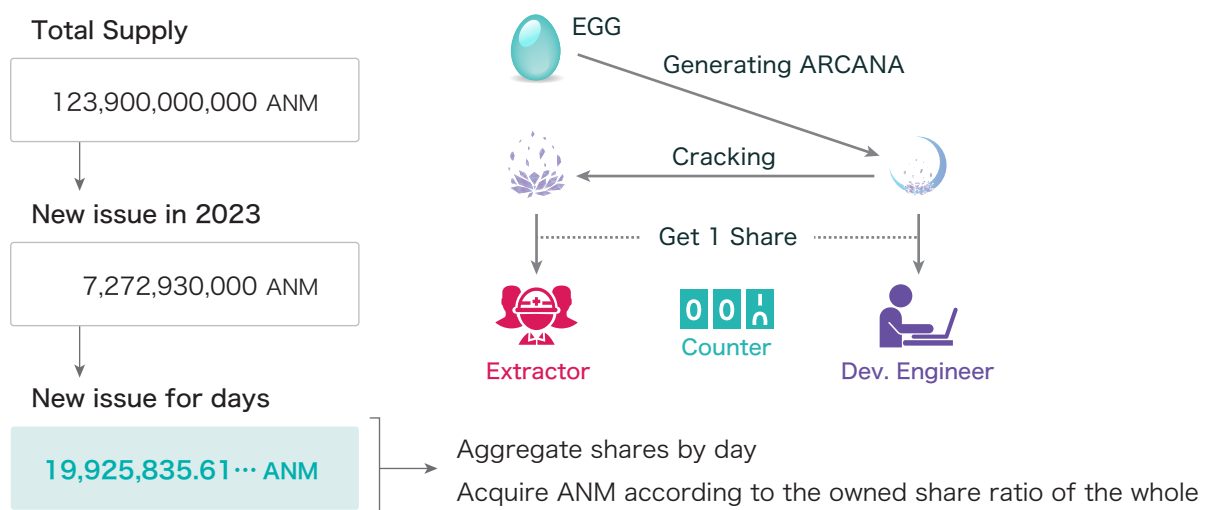 Total Supply
123,900,000,000 ANM
New issue in 2023
7,272,930,000 ANM
New issue for days
19,925,835.61… ANM
EGG
Generating ARCANA
Cracking
Get 1 Share
Extractor
0 0
Counter
Dev. Engineer
Aggregate shares by day
Acquire ANM according to the owned share ratio of the whole